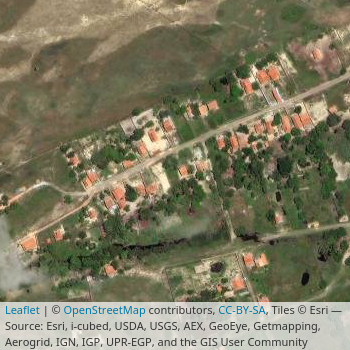 Leaflet | © OpenStreetMap contributors, CC-BY-SA, Tiles © Esri —
Source: Esri, i-cubed, USDA, USGS, AEX, GeoEye, Getmapping,
Aerogrid, IGN, IGP, UPR-EGP, and the GIS User Community